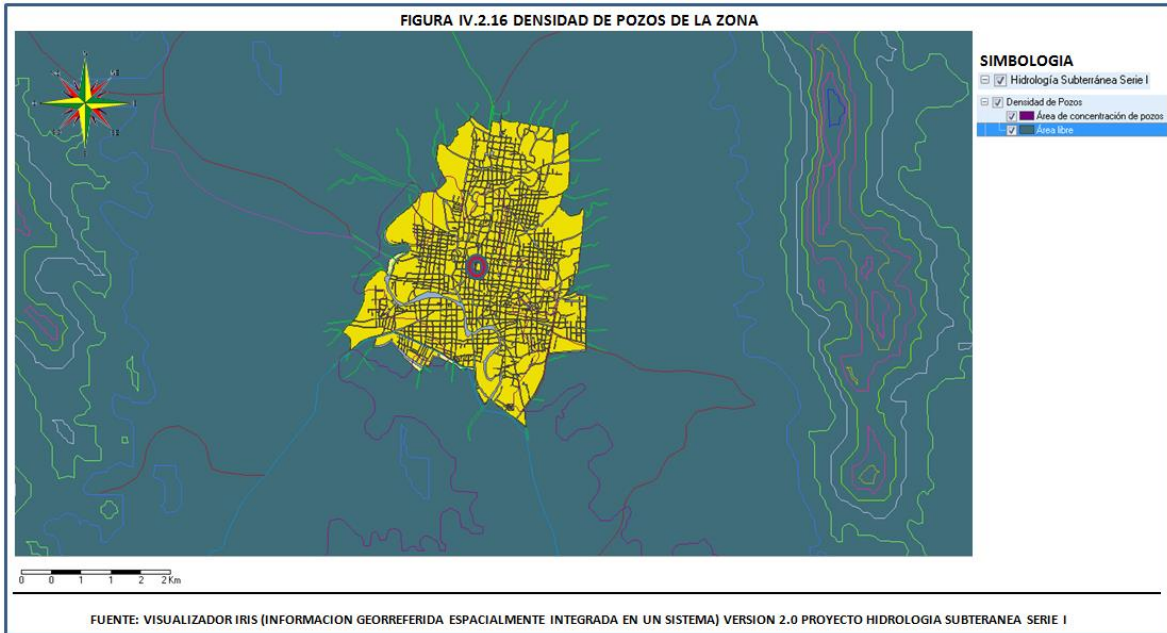 FIGURA IV.2.16 DENSIDAD DE POZOS DE LA ZONA
SIMBOLOGIA
Hidrología Subterránea Serie I
Densidad de Pozos
Área de concentración de pozos
Área libre
0 0 1 1 2 2 Km
FUENTE: VISUALIZADOR IRIS (INFORMACION GEORREFERIDA ESPACIALMENTE INTEGRADA EN UN SISTEMA) VERSION 2.0 PROYECTO HIDROLOGIA SUBTERANEA SERIE I